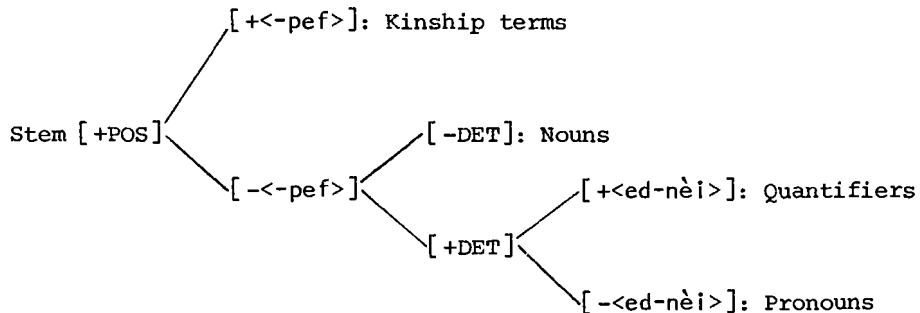 [+<-pef>]: Kinship terms
Stem [+POS]
[-DET]: Nouns
[-<-pef>]
[+<ed-nèi>]: Quantifiers
[+DET]
[-<ed-nèi>]: Pronouns